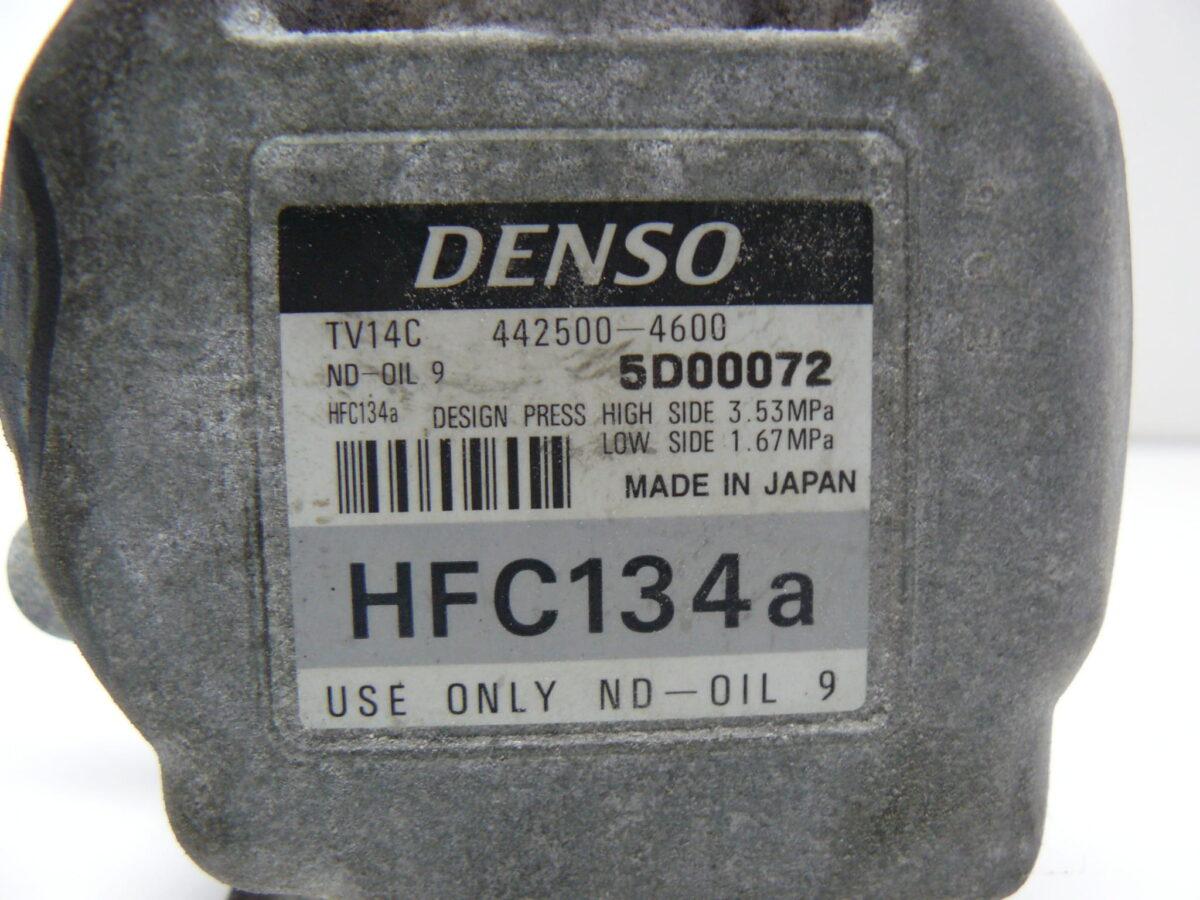 DENSO
TV14C 442500-4600
ND-OIL 9 5D00072
HFC134a DESIGN PRESS HIGH SIDE 3.53MPa
LOW SIDE 1.67MPa
MADE IN JAPAN
HFC134a
USE ONLY ND-OIL 9